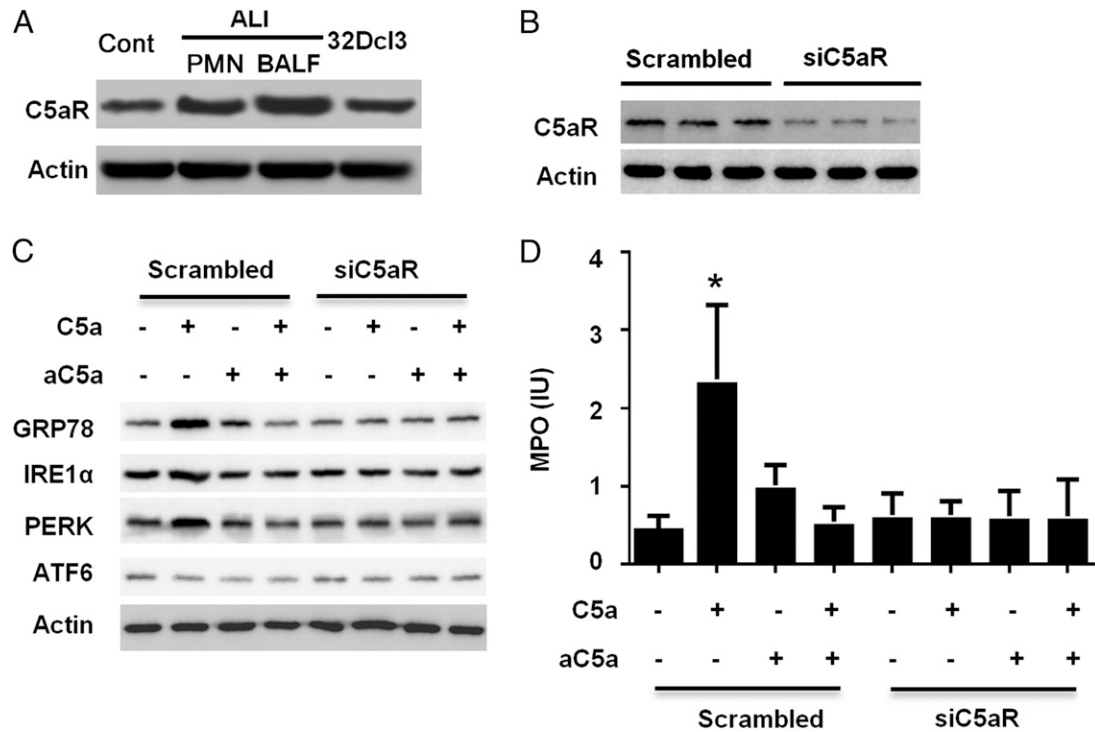 A
Cont ALI 32Dcl3
PMN BALF
C5aR
Actin
B
Scrambled siC5aR
C5aR
Actin
C
Scrambled siC5aR
C5a - + - + - + - +
aC5a - - + + - - + +
GRP78
IRE1α
PERK
ATF6
Actin
D
4
3
2
1
0
MPO (IU)
*
C5a - + - + - + - +
aC5a - - + + - - + +
Scrambled siC5aR